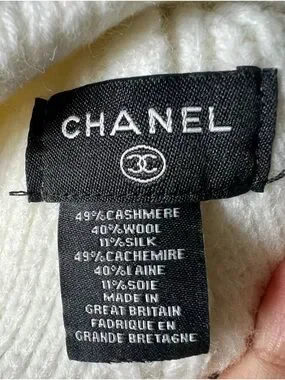 CHANEL
49%CASHMERE
40%WOOL
11%SILK
49%CACHEMIRE
40%LAINE
11%SOIE
MADE IN
GREAT BRITAIN
FABRIQUE EN
GRANDE BRETAGNE